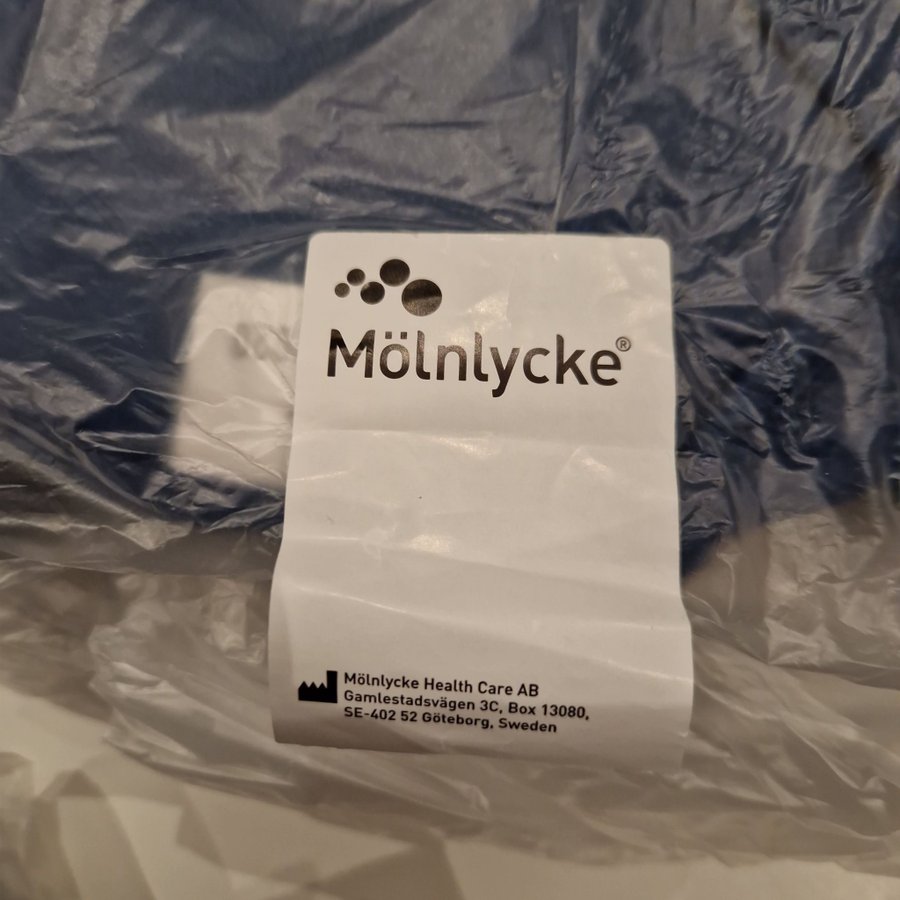 Mölnlycke®
Mölnlycke Health Care AB
Gamlestadsvägen 3C, Box 13080,
SE-402 52 Göteborg, Sweden